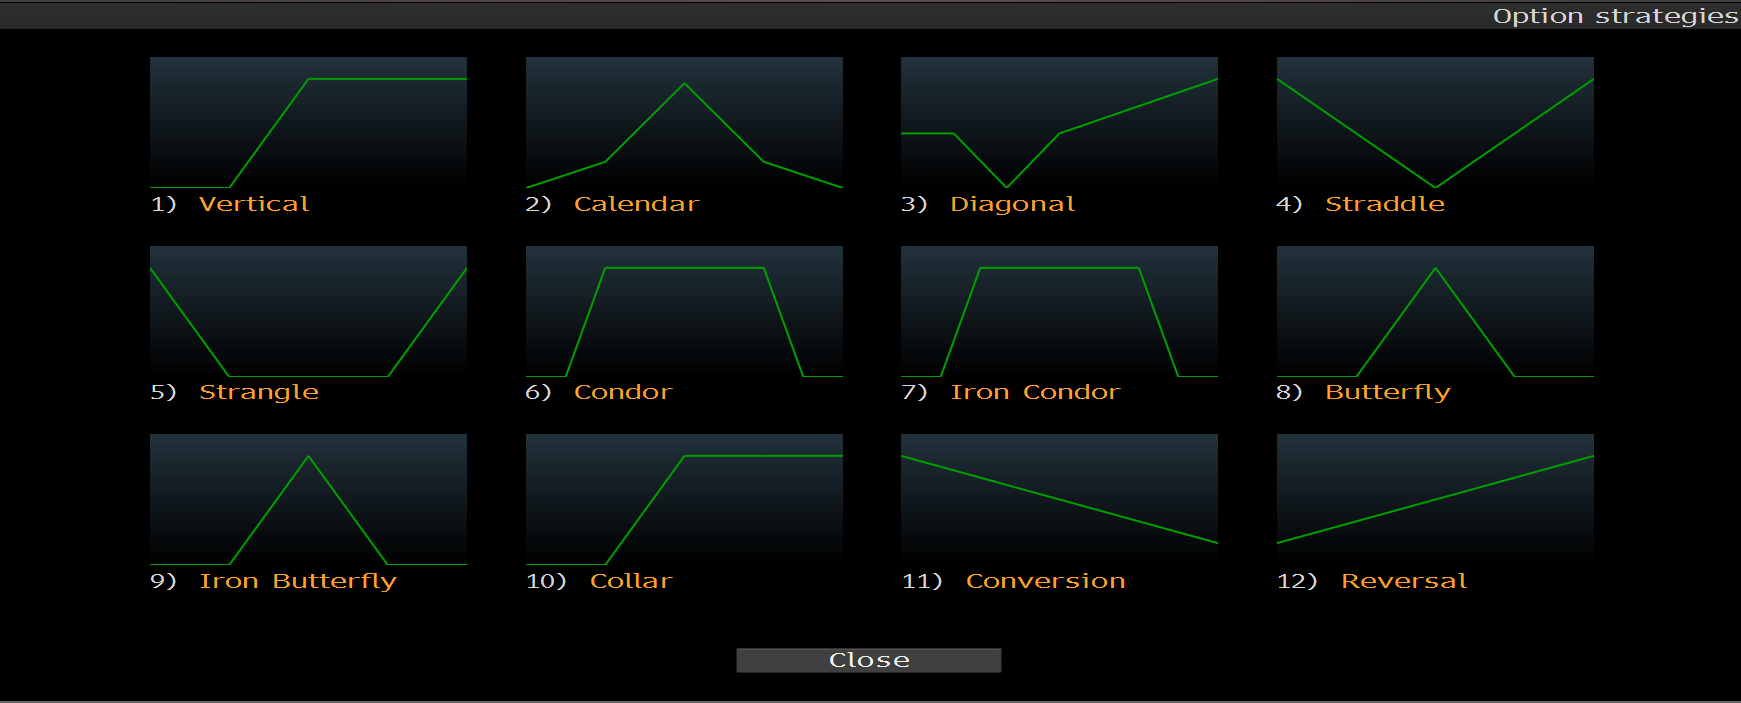 Option strategies
1) Vertical
2) Calendar
3) Diagonal
4) Straddle
5) Strangle
6) Condor
7) Iron Condor
8) Butterfly
9) Iron Butterfly
10) Collar
11) Conversion
12) Reversal
Close